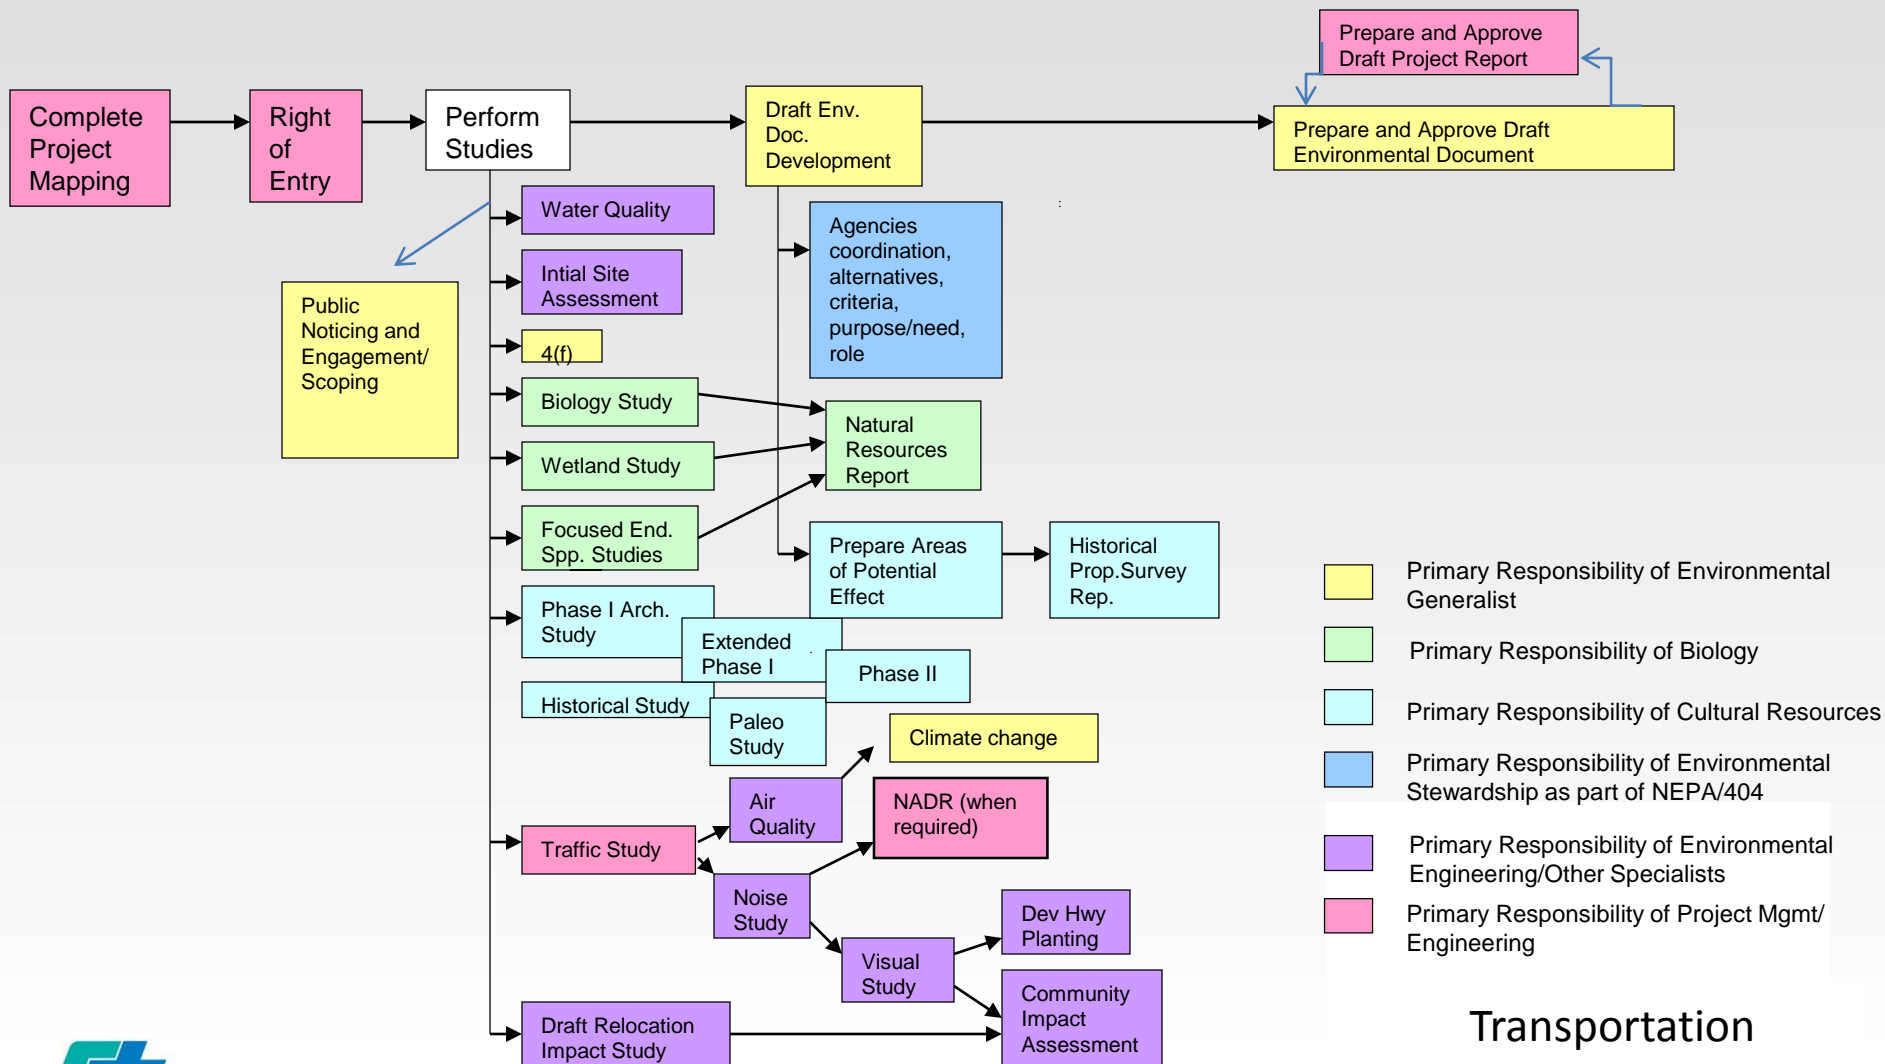 Prepare and Approve
Draft Project Report
Complete
Project
Mapping
Right
of
Entry
Perform
Studies
Draft Env.
Doc.
Development
Prepare and Approve Draft
Environmental Document
Water Quality
Intial Site
Assessment
4(f)
Biology Study
Wetland Study
Focused End.
Spp. Studies
Phase I Arch.
Study
Extended
Phase I
Phase II
Historical Study
Paleo
Study
Public
Noticing and
Engagement/
Scoping
Agencies
coordination,
alternatives,
criteria,
purpose/need,
role
:
Natural
Resources
Report
Prepare Areas
of Potential
Effect
Historical
Prop.Survey
Rep.
Climate change
Air
Quality
NADR (when
required)
Traffic Study
Noise
Study
Visual
Study
Dev Hwy
Planting
Community
Impact
Assessment
Draft Relocation
Impact Study
Primary Responsibility of Environmental
Generalist
Primary Responsibility of Biology
Primary Responsibility of Cultural Resources
Primary Responsibility of Environmental
Stewardship as part of NEPA/404
Primary Responsibility of Environmental
Engineering/Other Specialists
Primary Responsibility of Project Mgmt/
Engineering
Transportation